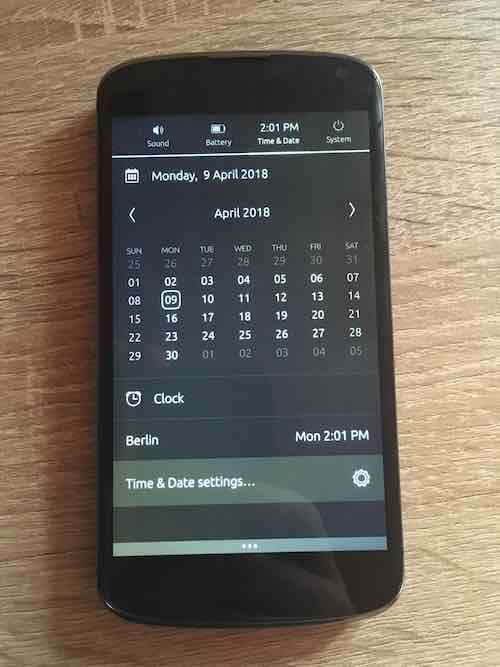 2:01 PM
Sound Battery Time & Date System
Monday, 9 April 2018
April 2018
SUN MON TUE WED THU FRI SAT
25 26 27 28 29 30 31
01 02 03 04 05 06 07
08 09 10 11 12 13 14
15 16 17 18 19 20 21
22 23 24 25 26 27 28
29 30 01 02 03 04 05
Clock
Berlin Mon 2:01 PM
Time & Date settings...